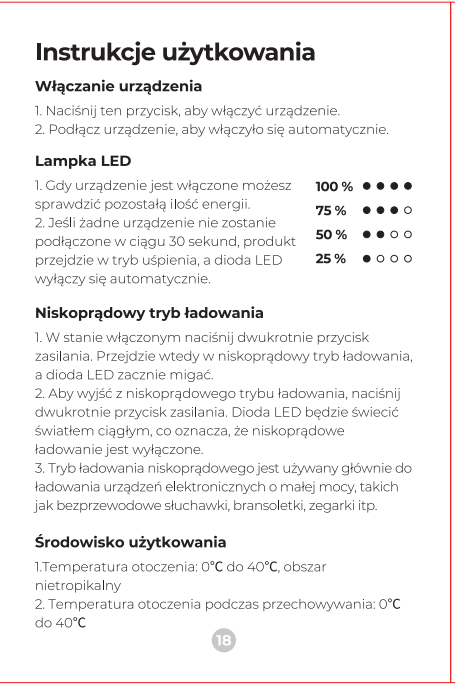 Instrukcje użytkowania
Włączanie urządzenia
1. Naciśnij ten przycisk, aby włączyć urządzenie.
2. Podłącz urządzenie, aby włączyło się automatycznie.
Lampka LED
1. Gdy urządzenie jest włączone możesz
sprawdzić pozostałą ilość energii.
2. Jeśli żadne urządzenie nie zostanie
podłączone w ciągu 30 sekund, produkt
przejdzie w tryb uśpienia, a dioda LED
wyłączy się automatycznie.
100 % ● ● ● ●
75 % ● ● ● ○
50 % ● ● ○ ○
25 % ● ○ ○ ○
Niskoprądowy tryb ładowania
1. W stanie włączonym naciśnij dwukrotnie przycisk
zasilania. Przejdzie wtedy w niskoprądowy tryb ładowania,
a dioda LED zacznie migać.
2. Aby wyjść z niskoprądowego trybu ładowania, naciśnij
dwukrotnie przycisk zasilania. Dioda LED będzie świecić
światłem ciągłym, co oznacza, że niskoprądowe
ładowanie jest wyłączone.
3. Tryb ładowania niskoprądowego jest używany głównie do
ładowania urządzeń elektronicznych o małej mocy, takich
jak bezprzewodowe słuchawki, bransoletki, zegarki itp.
Środowisko użytkowania
1.Temperatura otoczenia: 0℃ do 40℃, obszar
nietropikalny
2. Temperatura otoczenia podczas przechowywania: 0℃
do 40℃
18